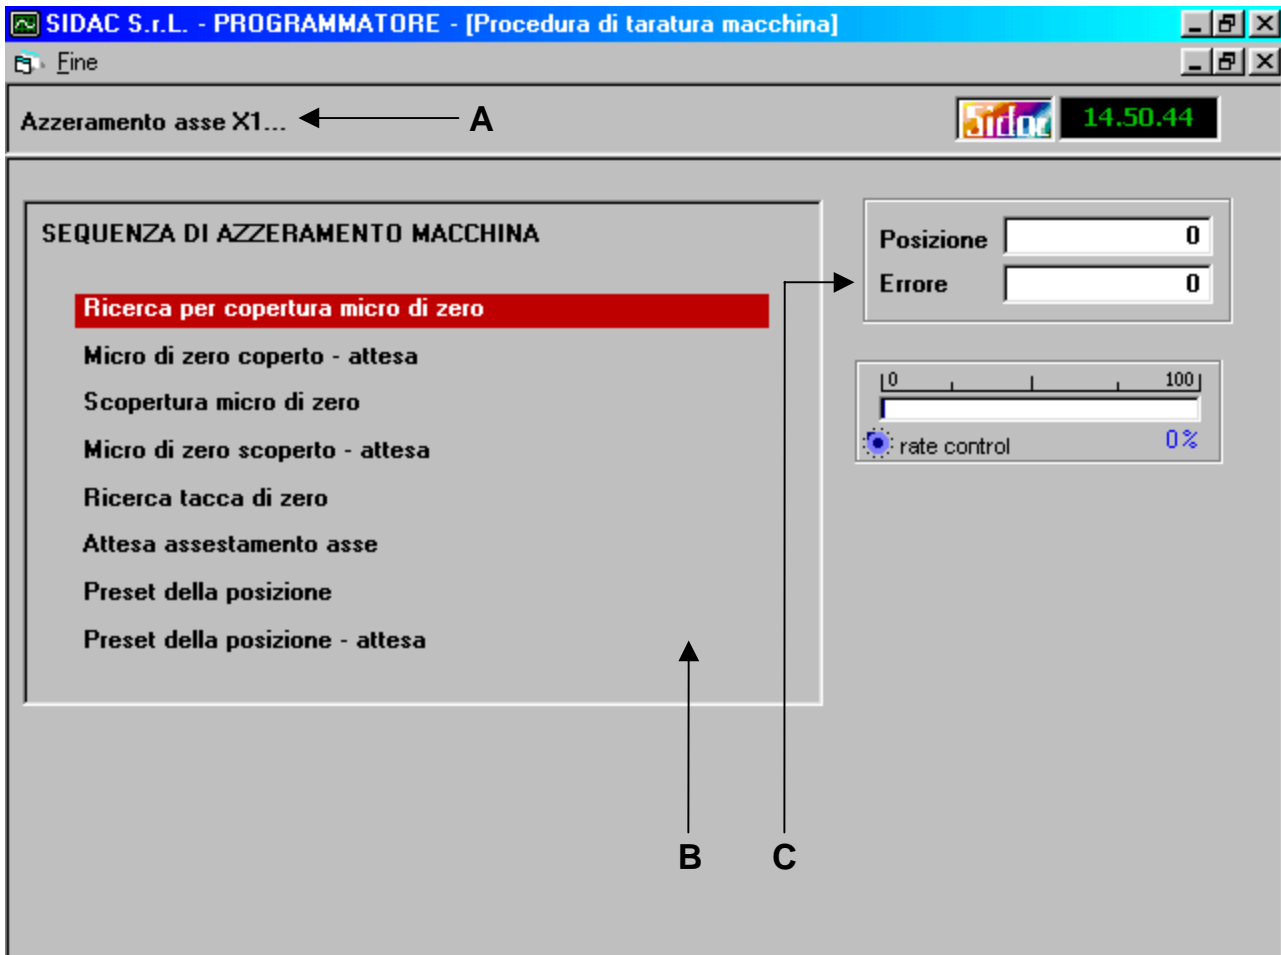 SIDAC S.r.L. - PROGRAMMATORE - [Procedura di taratura macchina]
Fine
Azzeramento asse X1...
A
Sidac
14.50.44
SEQUENZA DI AZZERAMENTO MACCHINA
Ricerca per copertura micro di zero
Micro di zero coperto - attesa
Scopertura micro di zero
Micro di zero scoperto - attesa
Ricerca tacca di zero
Attesa assestamento asse
Preset della posizione
Preset della posizione - attesa
Posizione 0
Errore 0
0 100
rate control 0%
B C